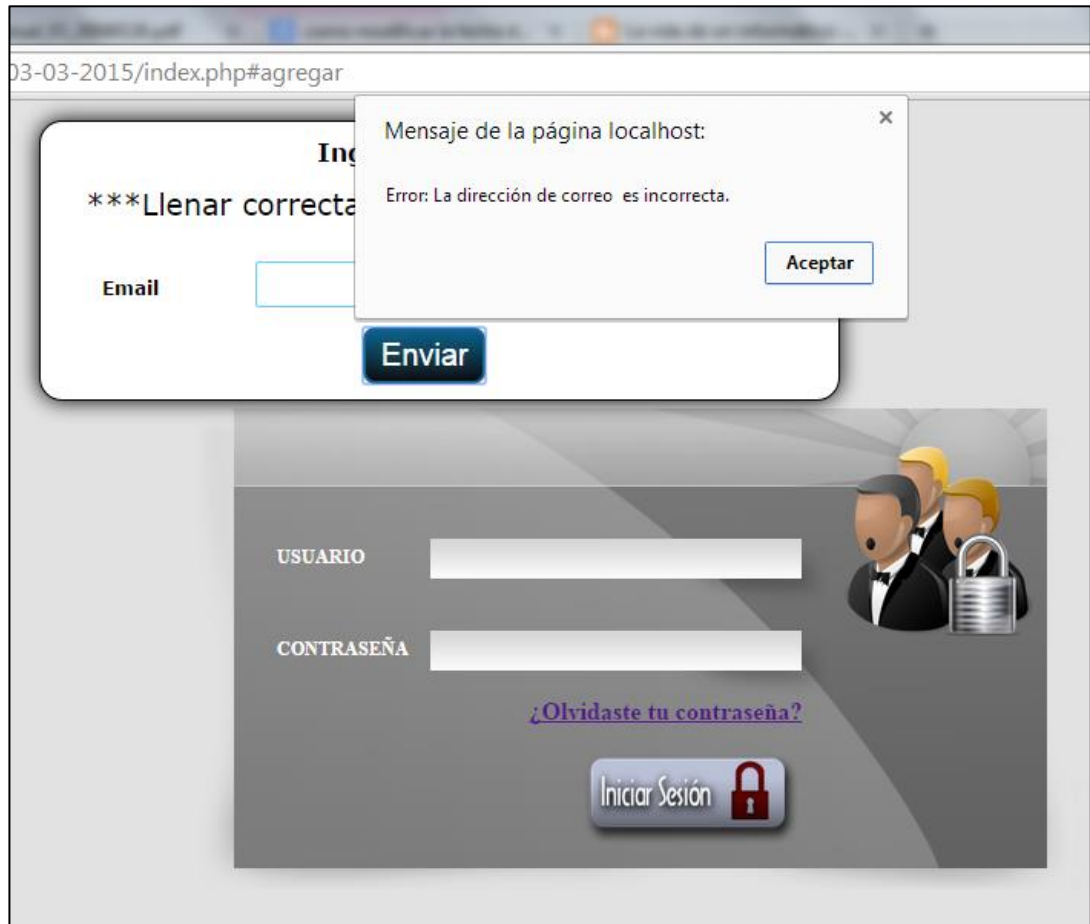 03-03-2015/index.php#agregar
Mensaje de la página localhost:
Error: La dirección de correo es incorrecta.
Aceptar
Ing
***Llenar correcta
Email
Enviar
USUARIO
CONTRASEÑA
¿Olvidaste tu contraseña?
Iniciar Sesión